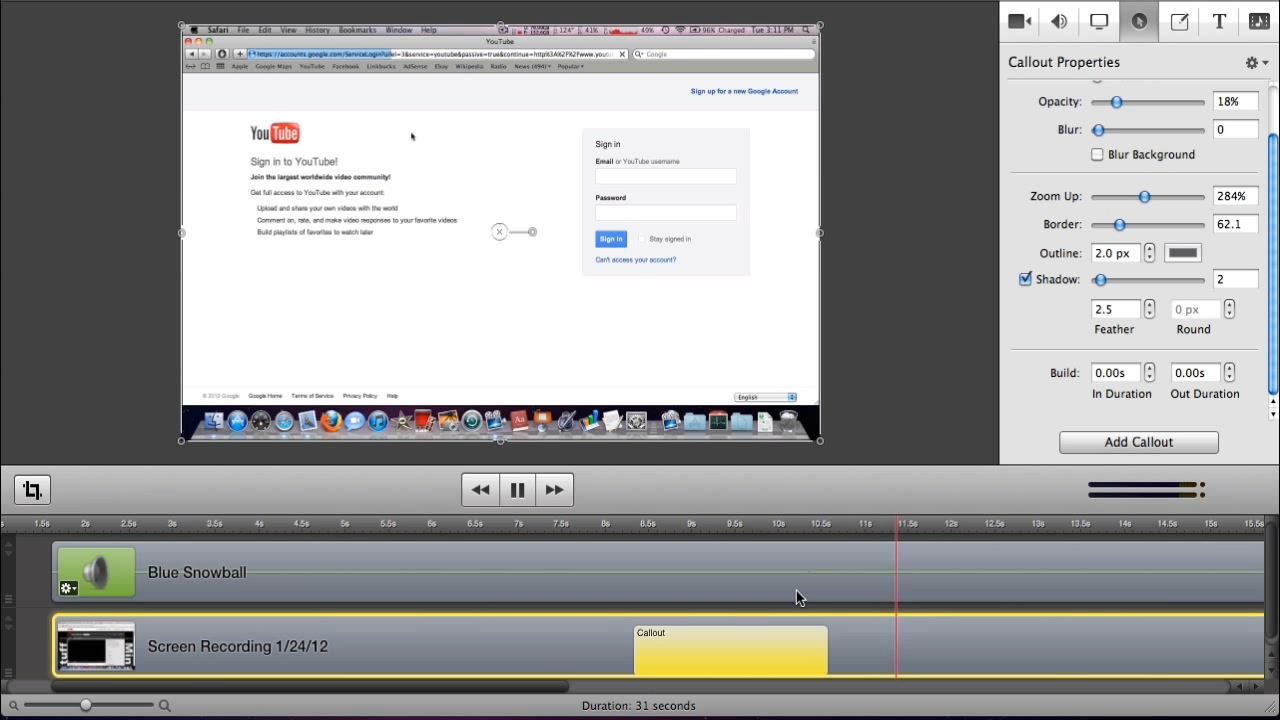 Safari File Edit View History Bookmarks Window Help 124° 41% 49% 96% Charged Tue 3:11 PM
YouTube
Google
Apple Google Maps YouTube Facebook Linkbucks AdSense Ebay Wikipedia Radio News (494) Popular
Sign up for a new Google Account
YouTube
Sign in to YouTube!
Join the largest worldwide video community!
Get full access to YouTube with your account:
Upload and share your own videos with the world
Comment on, rate, and make video responses to your favorite videos
Build playlists of favorites to watch later
Sign in
Email or YouTube username
Password
Sign in Stay signed in
Can't access your account?
© 2012 Google Google Home Terms of Service Privacy Policy Help
English
T
Callout Properties
Opacity: 18%
Blur: 0
Blur Background
Zoom Up: 284%
Border: 62.1
Outline: 2.0 px
Shadow: 2
2.5 0 px
Feather Round
Build: 0.00s 0.00s
In Duration Out Duration
Add Callout
1.5s 2s 2.5s 3s 3.5s 4s 4.5s 5s 5.5s 6s 6.5s 7s 7.5s 8s 8.5s 9s 9.5s 10s 10.5s 11.5s 12s 12.5s 13s 13.5s 14s 14.5s 15s 15.5s
Blue Snowball
Callout
Screen Recording 1/24/12
Duration: 31 seconds